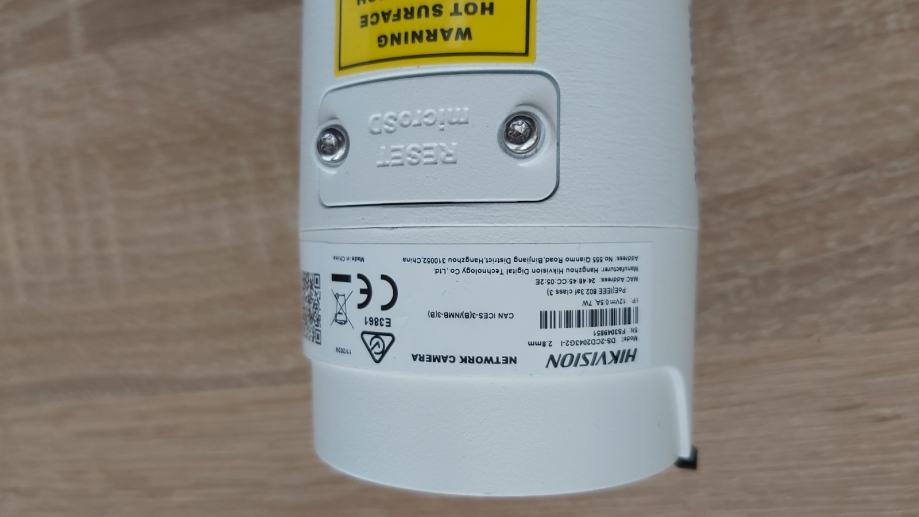 HIKVISION
NETWORK CAMERA
Model: DS-2CD2043G2-I 2.8mm
SN: FS3049851
I/P: 12V⎓0.5A, 7W
PoE(IEEE 802.3af class 3)
MAC Address: 24-48-45-CC-05-2E
Manufacturer: Hangzhou Hikvision Digital Technology Co.,Ltd.
Address: No.555 Qianmo Road,Binjiang District,Hangzhou 310052,China
CAN ICES-3(B)/NMB-3(B)
E3861
CE
Made in China
RESET
microSD
WARNING
HOT SURFACE